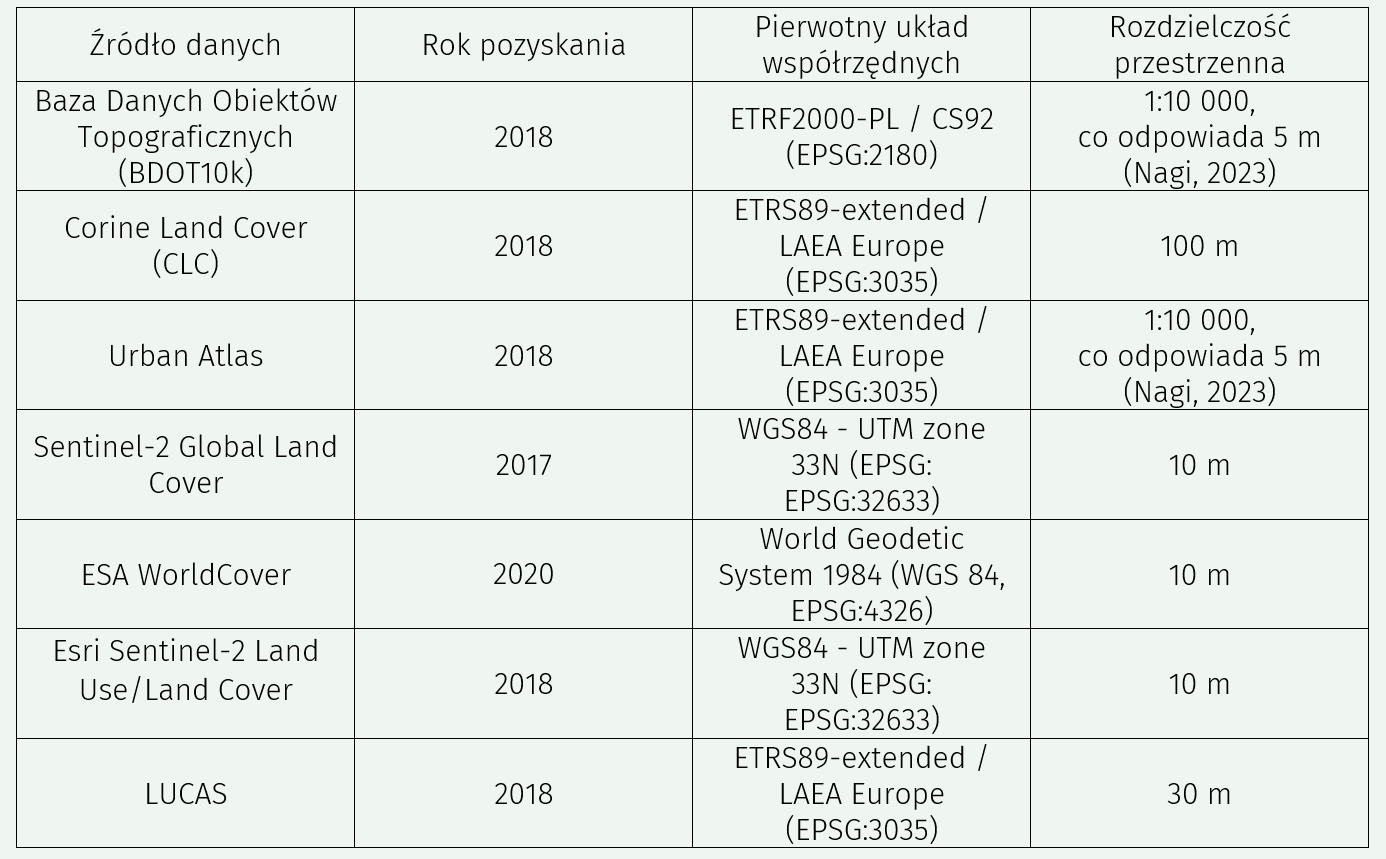 Źródło danych
Rok pozyskania
Pierwotny układ
współrzędnych
Rozdzielczość
przestrzenna
Baza Danych Obiektów
Topograficznych
(BDOT10k)
2018
ETRF2000-PL / CS92
(EPSG:2180)
1:10 000,
co odpowiada 5 m
(Nagi, 2023)
Corine Land Cover
(CLC)
2018
ETRS89-extended /
LAEA Europe
(EPSG:3035)
100 m
Urban Atlas
2018
ETRS89-extended /
LAEA Europe
(EPSG:3035)
1:10 000,
co odpowiada 5 m
(Nagi, 2023)
Sentinel-2 Global Land
Cover
2017
WGS84 - UTM zone
33N (EPSG:
EPSG:32633)
10 m
ESA WorldCover
2020
World Geodetic
System 1984 (WGS 84,
EPSG:4326)
10 m
Esri Sentinel-2 Land
Use/Land Cover
2018
WGS84 - UTM zone
33N (EPSG:
EPSG:32633)
10 m
LUCAS
2018
ETRS89-extended /
LAEA Europe
(EPSG:3035)
30 m